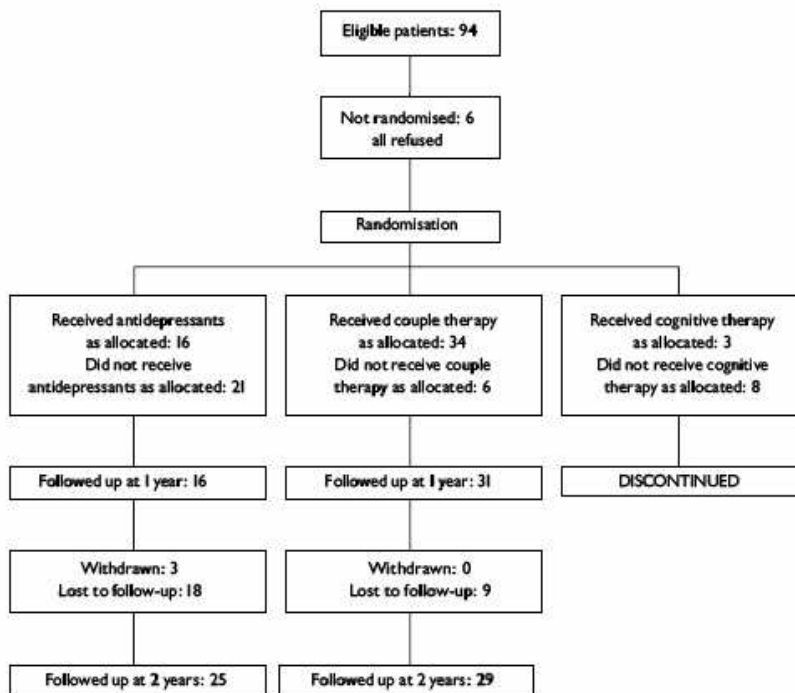 Eligible patients: 94
Not randomised: 6
all refused
Randomisation
Received antidepressants
as allocated: 16
Did not receive
antidepressants as allocated: 21
Received couple therapy
as allocated: 34
Did not receive couple
therapy as allocated: 6
Received cognitive therapy
as allocated: 3
Did not receive cognitive
therapy as allocated: 8
Followed up at 1 year: 16
Followed up at 1 year: 31
DISCONTINUED
Withdrawn: 3
Lost to follow-up: 18
Withdrawn: 0
Lost to follow-up: 9
Followed up at 2 years: 25
Followed up at 2 years: 29